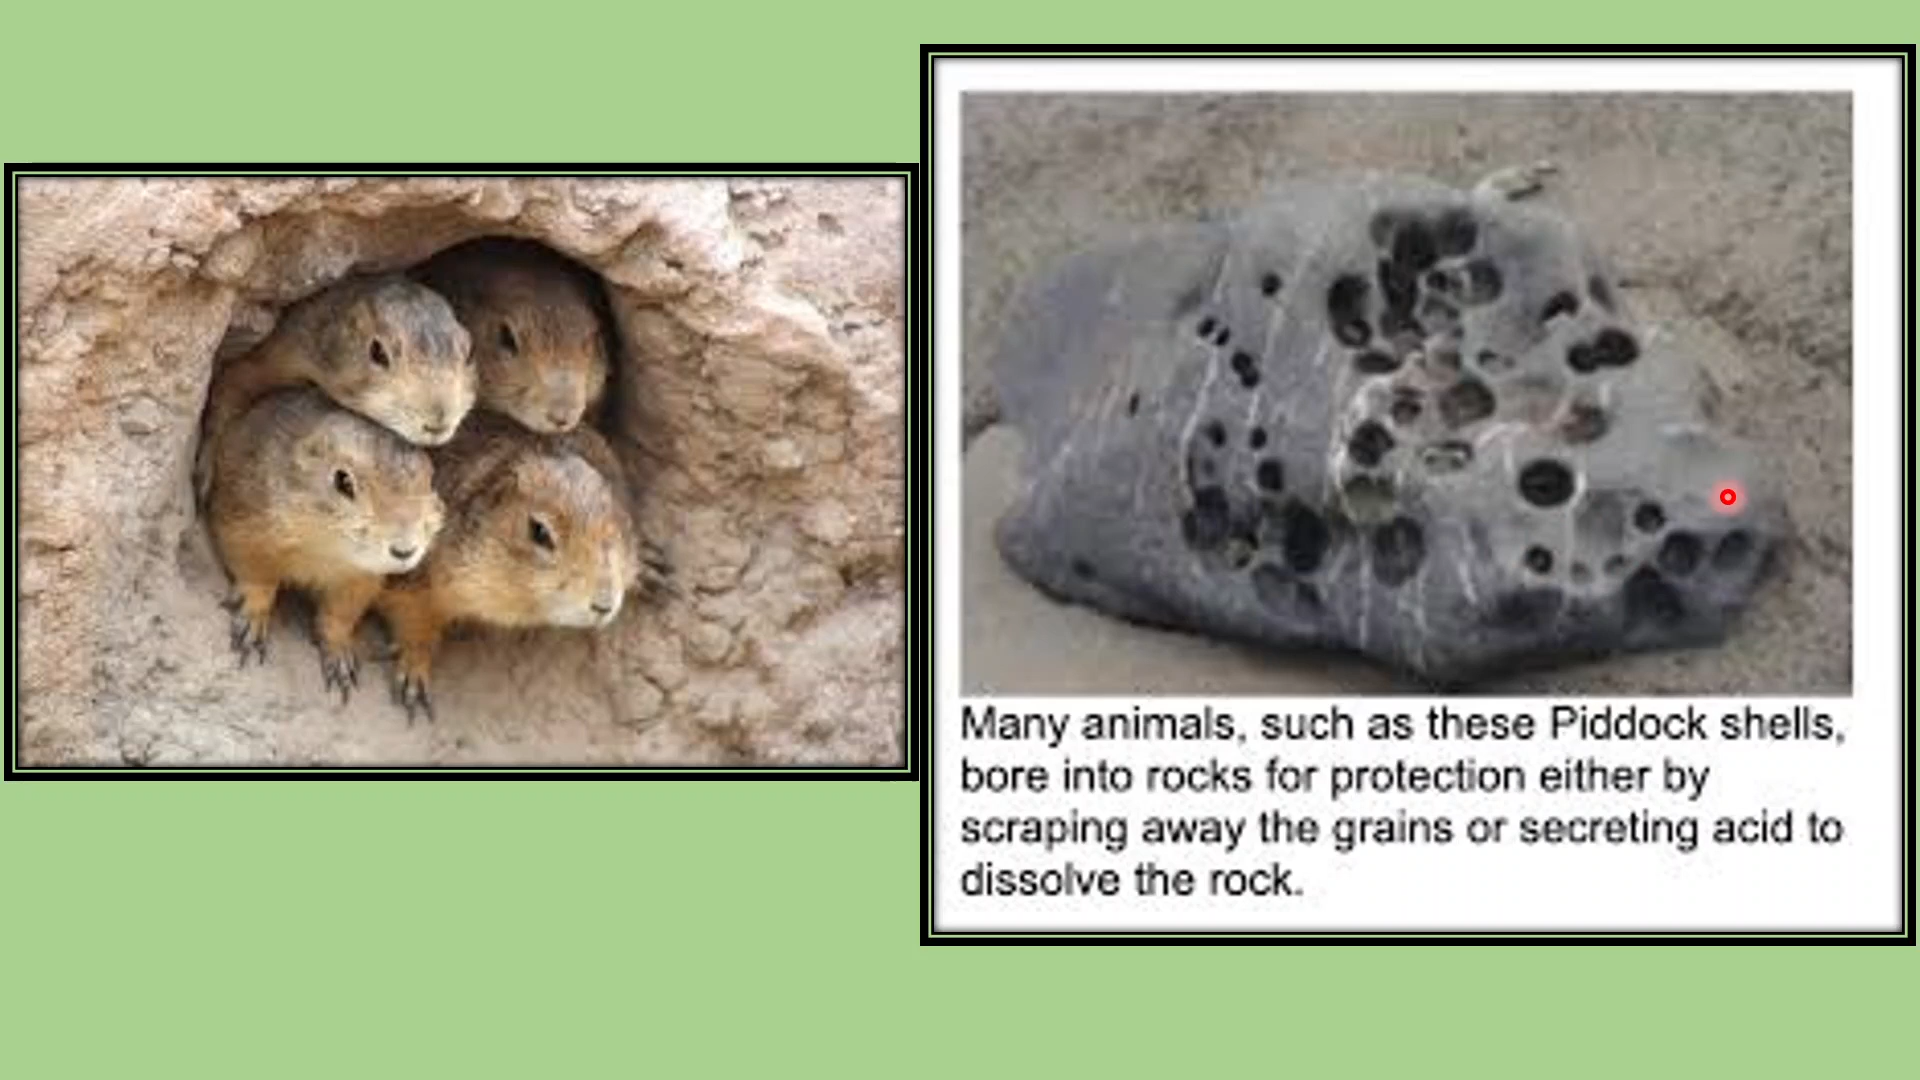 Many animals, such as these Piddock shells,
bore into rocks for protection either by
scraping away the grains or secreting acid to
dissolve the rock.